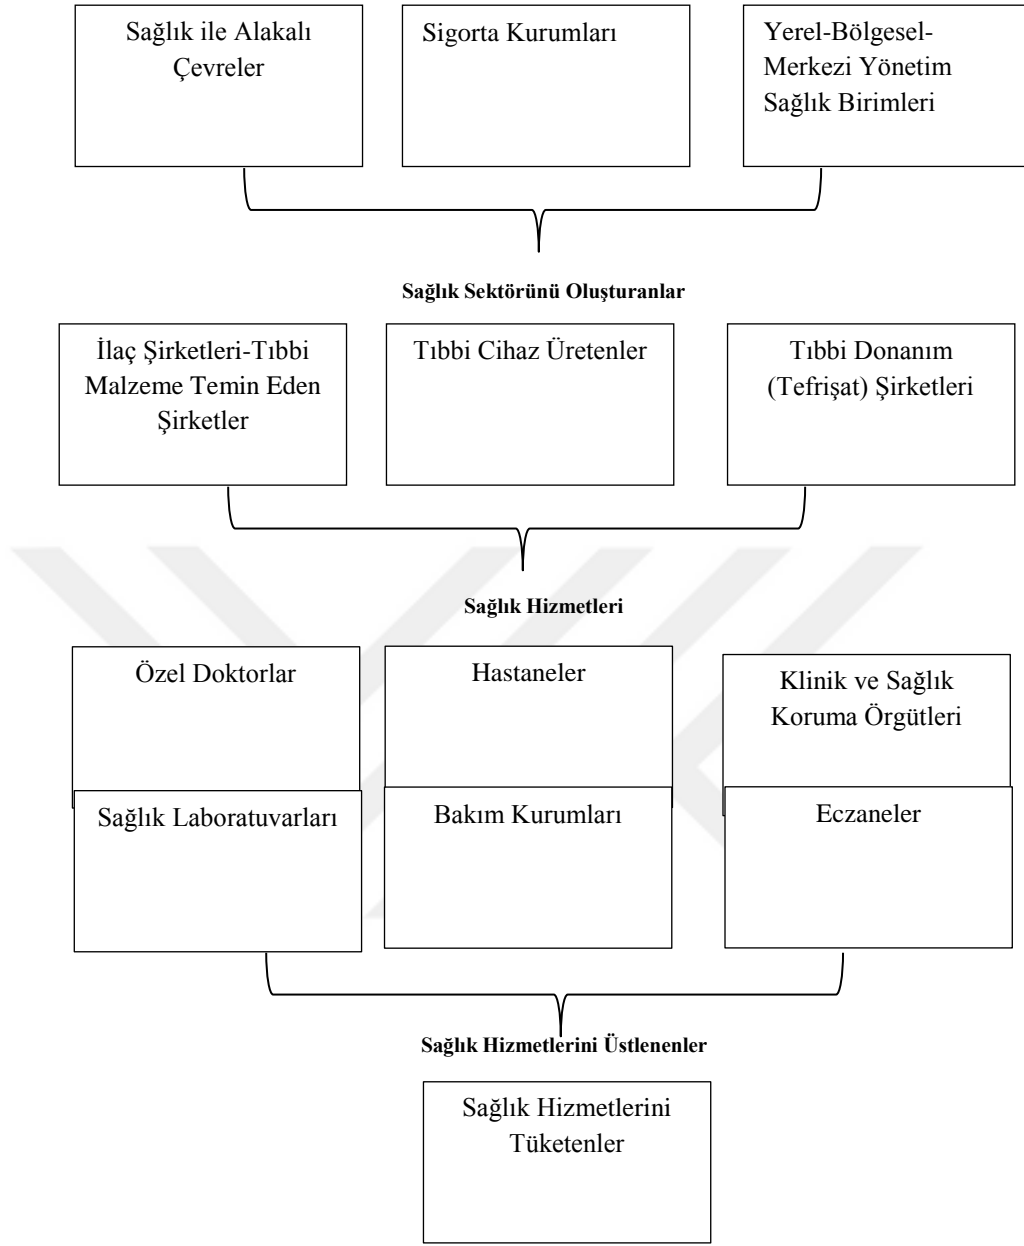 Sağlık ile Alakalı
Çevreler
Sigorta Kurumları
Yerel-Bölgesel-
Merkezi Yönetim
Sağlık Birimleri
Sağlık Sektörünü Oluşturanlar
İlaç Şirketleri-Tıbbi
Malzeme Temin Eden
Şirketler
Tıbbi Cihaz Üretenler
Tıbbi Donanım
(Tefrişat) Şirketleri
Sağlık Hizmetleri
Özel Doktorlar
Hastaneler
Klinik ve Sağlık
Koruma Örgütleri
Sağlık Laboratuvarları
Bakım Kurumları
Eczaneler
Sağlık Hizmetlerini Üstlenenler
Sağlık Hizmetlerini
Tüketenler